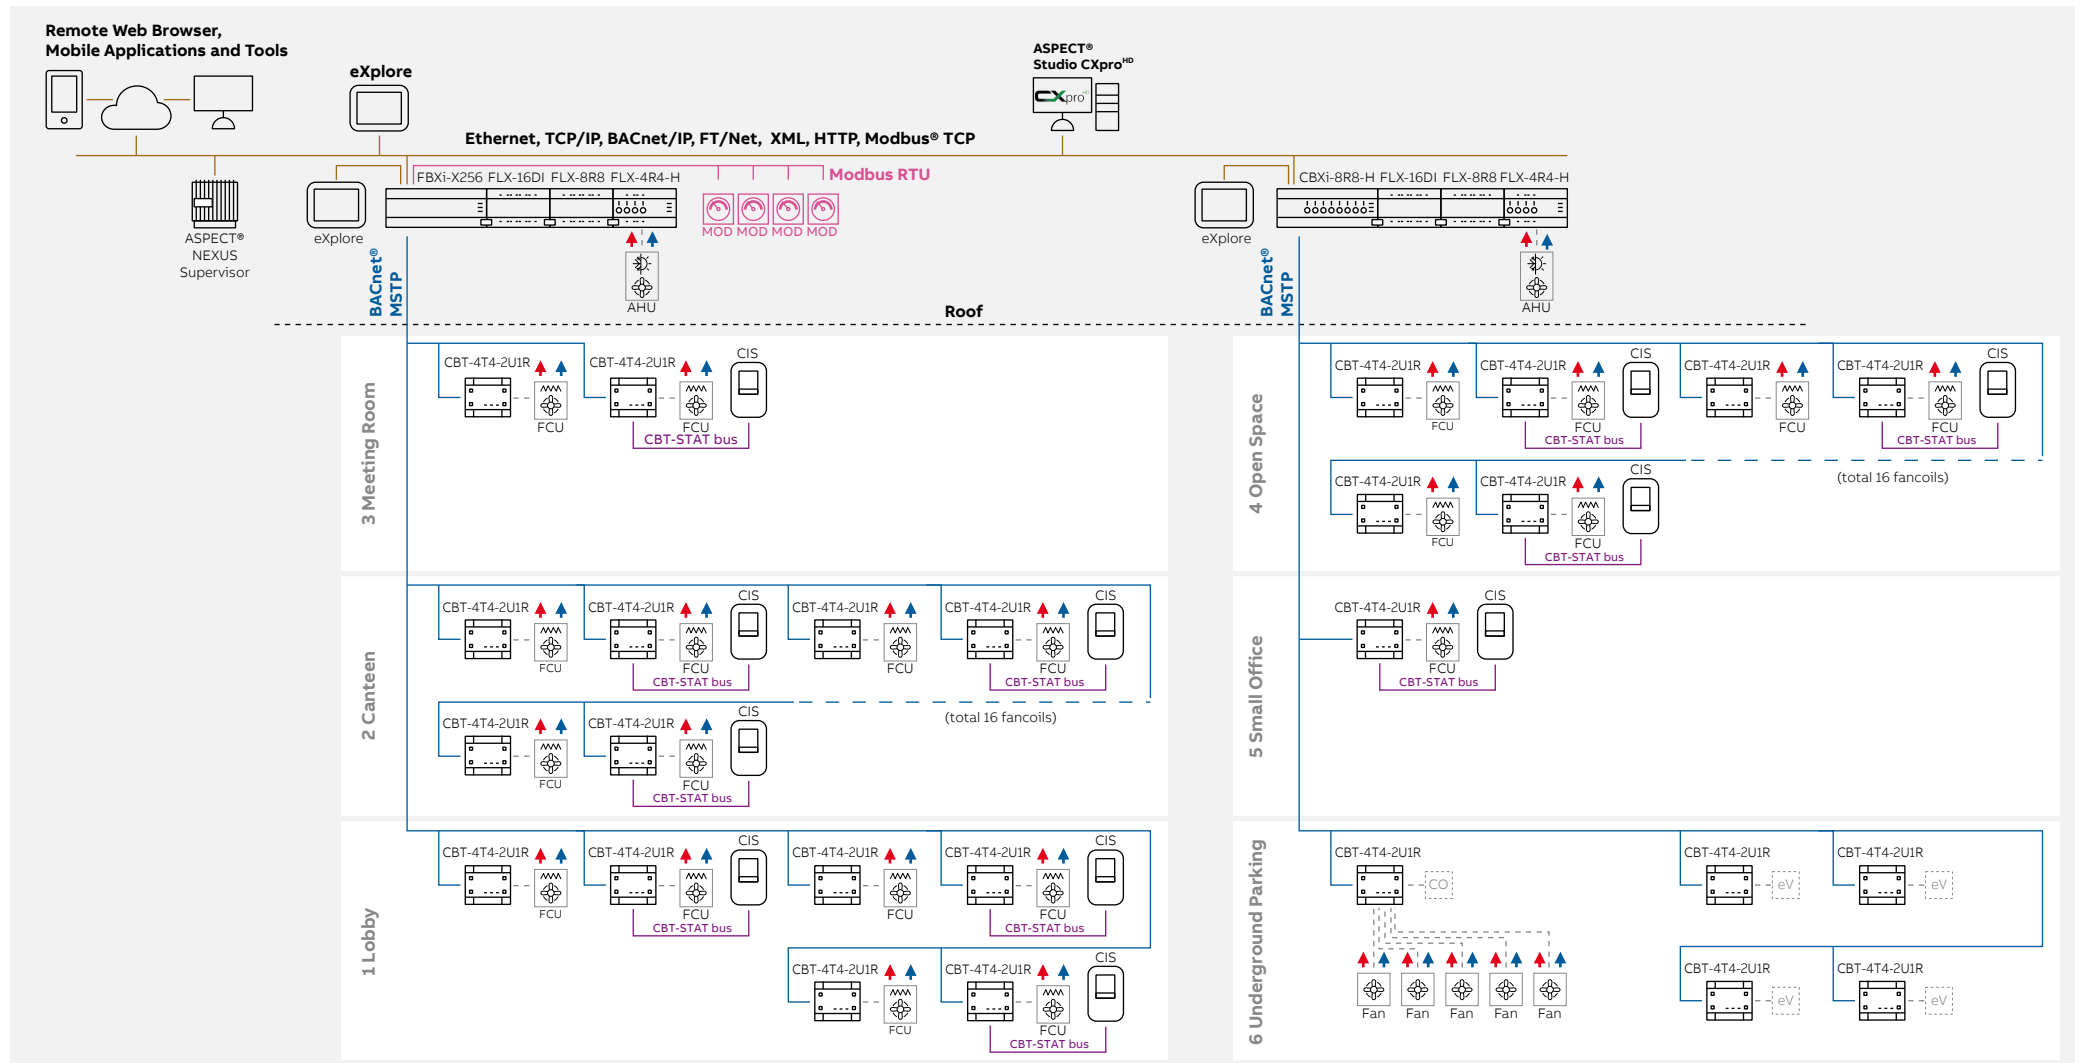 Remote Web Browser,
Mobile Applications and Tools
eXplore
ASPECT®
Studio CXproHD
CXpro HD
Ethernet, TCP/IP, BACnet/IP, FT/Net, XML, HTTP, Modbus® TCP
FBXi-X256 FLX-16DI FLX-8R8 FLX-4R4-H
Modbus RTU
CBXi-8R8-H FLX-16DI FLX-8R8 FLX-4R4-H
MOD MOD MOD MOD
ASPECT®
NEXUS
Supervisor
eXplore
eXplore
BACnet®
MSTP
BACnet®
MSTP
AHU
AHU
Roof
3 Meeting Room
CBT-4T4-2U1R
CBT-4T4-2U1R
CIS
FCU
FCU
CBT-STAT bus
4 Open Space
CBT-4T4-2U1R
CBT-4T4-2U1R
CIS
CBT-4T4-2U1R
CBT-4T4-2U1R
CIS
FCU
FCU
FCU
FCU
CBT-STAT bus
CBT-STAT bus
CBT-4T4-2U1R
CBT-4T4-2U1R
CIS
(total 16 fancoils)
FCU
FCU
CBT-STAT bus
2 Canteen
CBT-4T4-2U1R
CBT-4T4-2U1R
CIS
CBT-4T4-2U1R
CBT-4T4-2U1R
CIS
FCU
FCU
FCU
FCU
CBT-STAT bus
CBT-STAT bus
CBT-4T4-2U1R
CBT-4T4-2U1R
CIS
(total 16 fancoils)
FCU
FCU
CBT-STAT bus
5 Small Office
CBT-4T4-2U1R
CIS
FCU
CBT-STAT bus
1 Lobby
CBT-4T4-2U1R
CBT-4T4-2U1R
CIS
CBT-4T4-2U1R
CBT-4T4-2U1R
CIS
FCU
FCU
FCU
FCU
CBT-STAT bus
CBT-STAT bus
CBT-4T4-2U1R
CBT-4T4-2U1R
CIS
FCU
FCU
CBT-STAT bus
6 Underground Parking
CBT-4T4-2U1R
CO
CBT-4T4-2U1R
eV
CBT-4T4-2U1R
eV
Fan Fan Fan Fan Fan
CBT-4T4-2U1R
eV
CBT-4T4-2U1R
eV